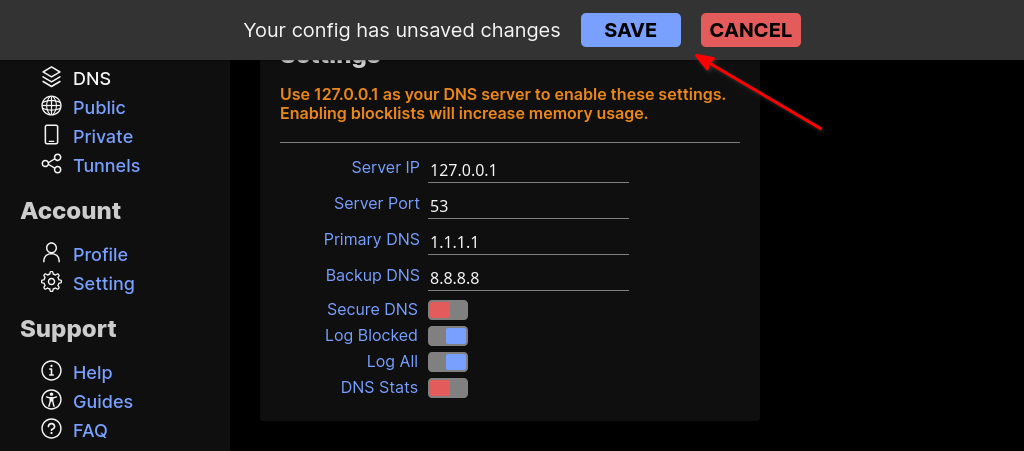 Your config has unsaved changes SAVE CANCEL
DNS
Public
Private
Tunnels
Account
Profile
Setting
Support
Help
Guides
FAQ
Settings
Use 127.0.0.1 as your DNS server to enable these settings.
Enabling blocklists will increase memory usage.
Server IP 127.0.0.1
Server Port 53
Primary DNS 1.1.1.1
Backup DNS 8.8.8.8
Secure DNS
Log Blocked
Log All
DNS Stats